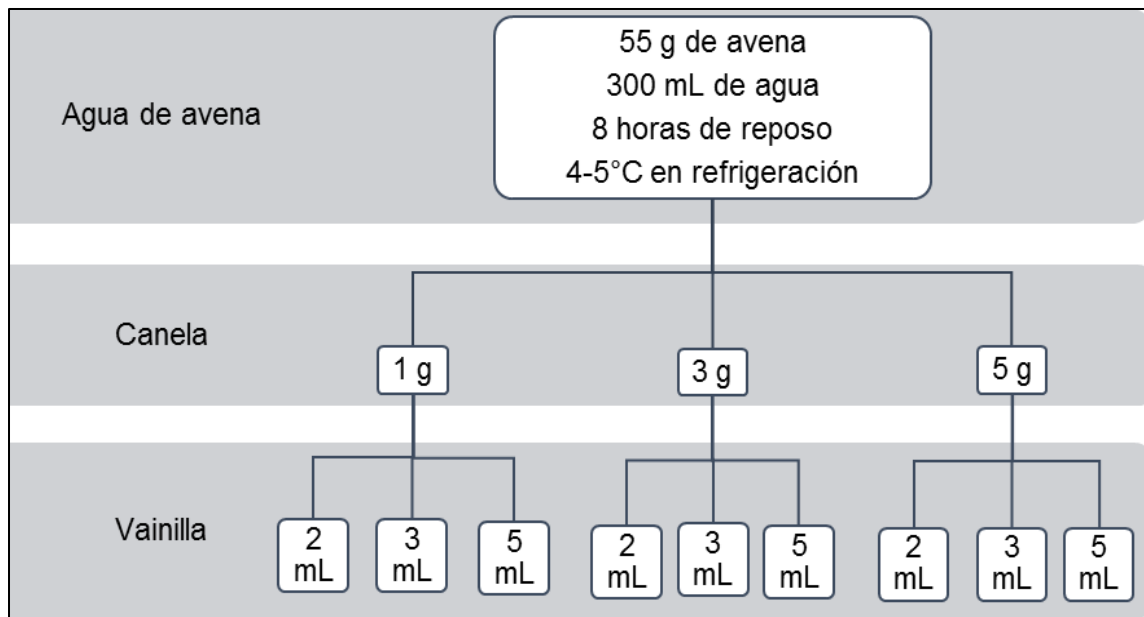 55 g de avena
300 mL de agua
8 horas de reposo
4-5°C en refrigeración
Agua de avena
Canela
1 g
3 g
5 g
Vainilla
2
mL
3
mL
5
mL
2
mL
3
mL
5
mL
2
mL
3
mL
5
mL